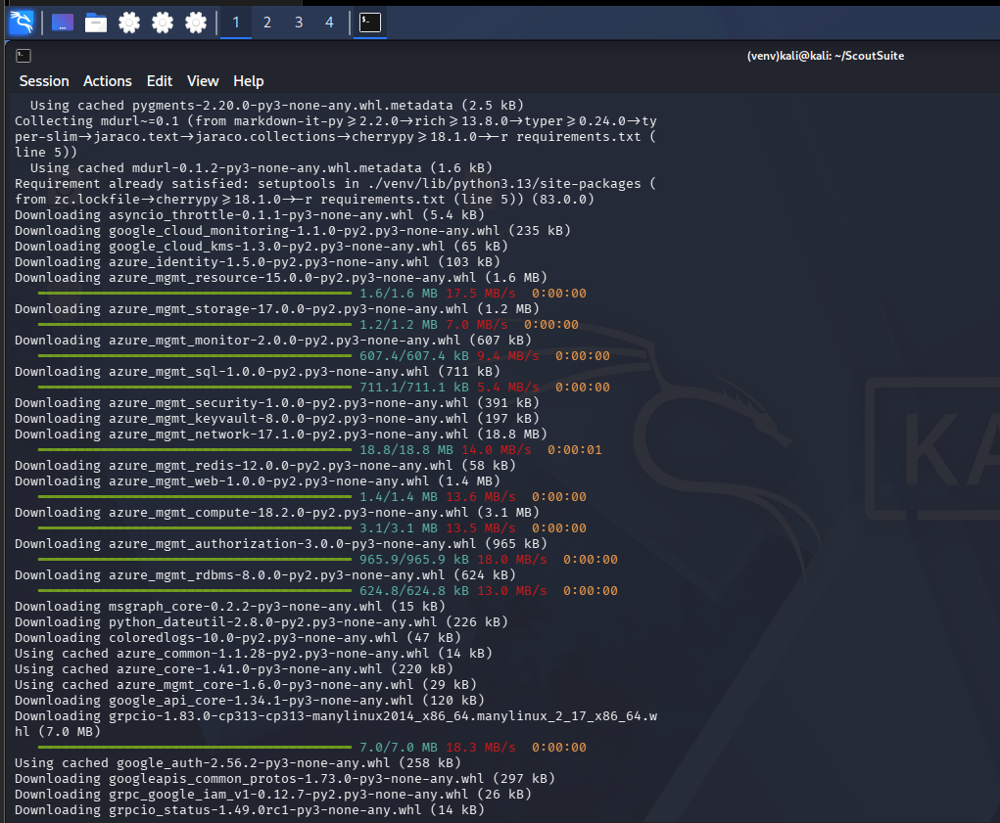 1 2 3 4
(venv)kali@kali: ~/ScoutSuite
Session Actions Edit View Help
Using cached pygments-2.20.0-py3-none-any.whl.metadata (2.5 kB)
Collecting mdurl~=0.1 (from markdown-it-py≥2.2.0→rich≥13.8.0→typer≥0.24.0→ty
per-slim→jaraco.text→jaraco.collections→cherrypy≥18.1.0→-r requirements.txt (
line 5))
Using cached mdurl-0.1.2-py3-none-any.whl.metadata (1.6 kB)
Requirement already satisfied: setuptools in ./venv/lib/python3.13/site-packages (
from zc.lockfile→cherrypy≥18.1.0→-r requirements.txt (line 5)) (83.0.0)
Downloading asyncio_throttle-0.1.1-py3-none-any.whl (5.4 kB)
Downloading google_cloud_monitoring-1.1.0-py2.py3-none-any.whl (235 kB)
Downloading google_cloud_kms-1.3.0-py2.py3-none-any.whl (65 kB)
Downloading azure_identity-1.5.0-py2.py3-none-any.whl (103 kB)
Downloading azure_mgmt_resource-15.0.0-py2.py3-none-any.whl (1.6 MB)
1.6/1.6 MB 17.5 MB/s 0:00:00
Downloading azure_mgmt_storage-17.0.0-py2.py3-none-any.whl (1.2 MB)
1.2/1.2 MB 7.0 MB/s 0:00:00
Downloading azure_mgmt_monitor-2.0.0-py2.py3-none-any.whl (607 kB)
607.4/607.4 kB 9.4 MB/s 0:00:00
Downloading azure_mgmt_sql-1.0.0-py2.py3-none-any.whl (711 kB)
711.1/711.1 kB 5.4 MB/s 0:00:00
Downloading azure_mgmt_security-1.0.0-py2.py3-none-any.whl (391 kB)
Downloading azure_mgmt_keyvault-8.0.0-py2.py3-none-any.whl (197 kB)
Downloading azure_mgmt_network-17.1.0-py2.py3-none-any.whl (18.8 MB)
18.8/18.8 MB 14.0 MB/s 0:00:01
Downloading azure_mgmt_redis-12.0.0-py2.py3-none-any.whl (58 kB)
Downloading azure_mgmt_web-1.0.0-py2.py3-none-any.whl (1.4 MB)
1.4/1.4 MB 13.6 MB/s 0:00:00
Downloading azure_mgmt_compute-18.2.0-py2.py3-none-any.whl (3.1 MB)
3.1/3.1 MB 13.5 MB/s 0:00:00
Downloading azure_mgmt_authorization-3.0.0-py3-none-any.whl (965 kB)
965.9/965.9 kB 18.0 MB/s 0:00:00
Downloading azure_mgmt_rdbms-8.0.0-py2.py3-none-any.whl (624 kB)
624.8/624.8 kB 13.0 MB/s 0:00:00
Downloading msgraph_core-0.2.2-py3-none-any.whl (15 kB)
Downloading python_dateutil-2.8.0-py2.py3-none-any.whl (226 kB)
Downloading coloredlogs-10.0-py2.py3-none-any.whl (47 kB)
Using cached azure_common-1.1.28-py2.py3-none-any.whl (14 kB)
Using cached azure_core-1.41.0-py3-none-any.whl (220 kB)
Using cached azure_mgmt_core-1.6.0-py3-none-any.whl (29 kB)
Downloading google_api_core-1.34.1-py3-none-any.whl (120 kB)
Downloading grpcio-1.83.0-cp313-cp313-manylinux2014_x86_64.manylinux_2_17_x86_64.w
hl (7.0 MB)
7.0/7.0 MB 18.3 MB/s 0:00:00
Using cached google_auth-2.56.2-py3-none-any.whl (258 kB)
Downloading googleapis_common_protos-1.73.0-py3-none-any.whl (297 kB)
Downloading grpc_google_iam_v1-0.12.7-py2.py3-none-any.whl (26 kB)
Downloading grpcio_status-1.49.0rc1-py3-none-any.whl (14 kB)
KA